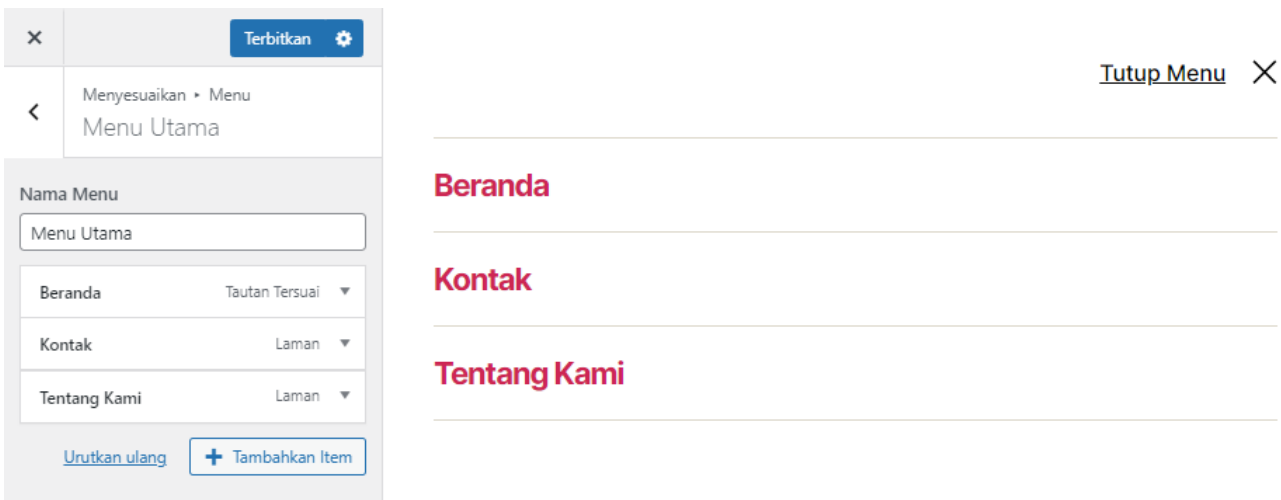 Terbitkan
Menyesuaikan ▸ Menu
Menu Utama
Nama Menu
Menu Utama
Beranda Tautan Tersuai
Kontak Laman
Tentang Kami Laman
Urutkan ulang + Tambahkan Item
Tutup Menu
Beranda
Kontak
Tentang Kami